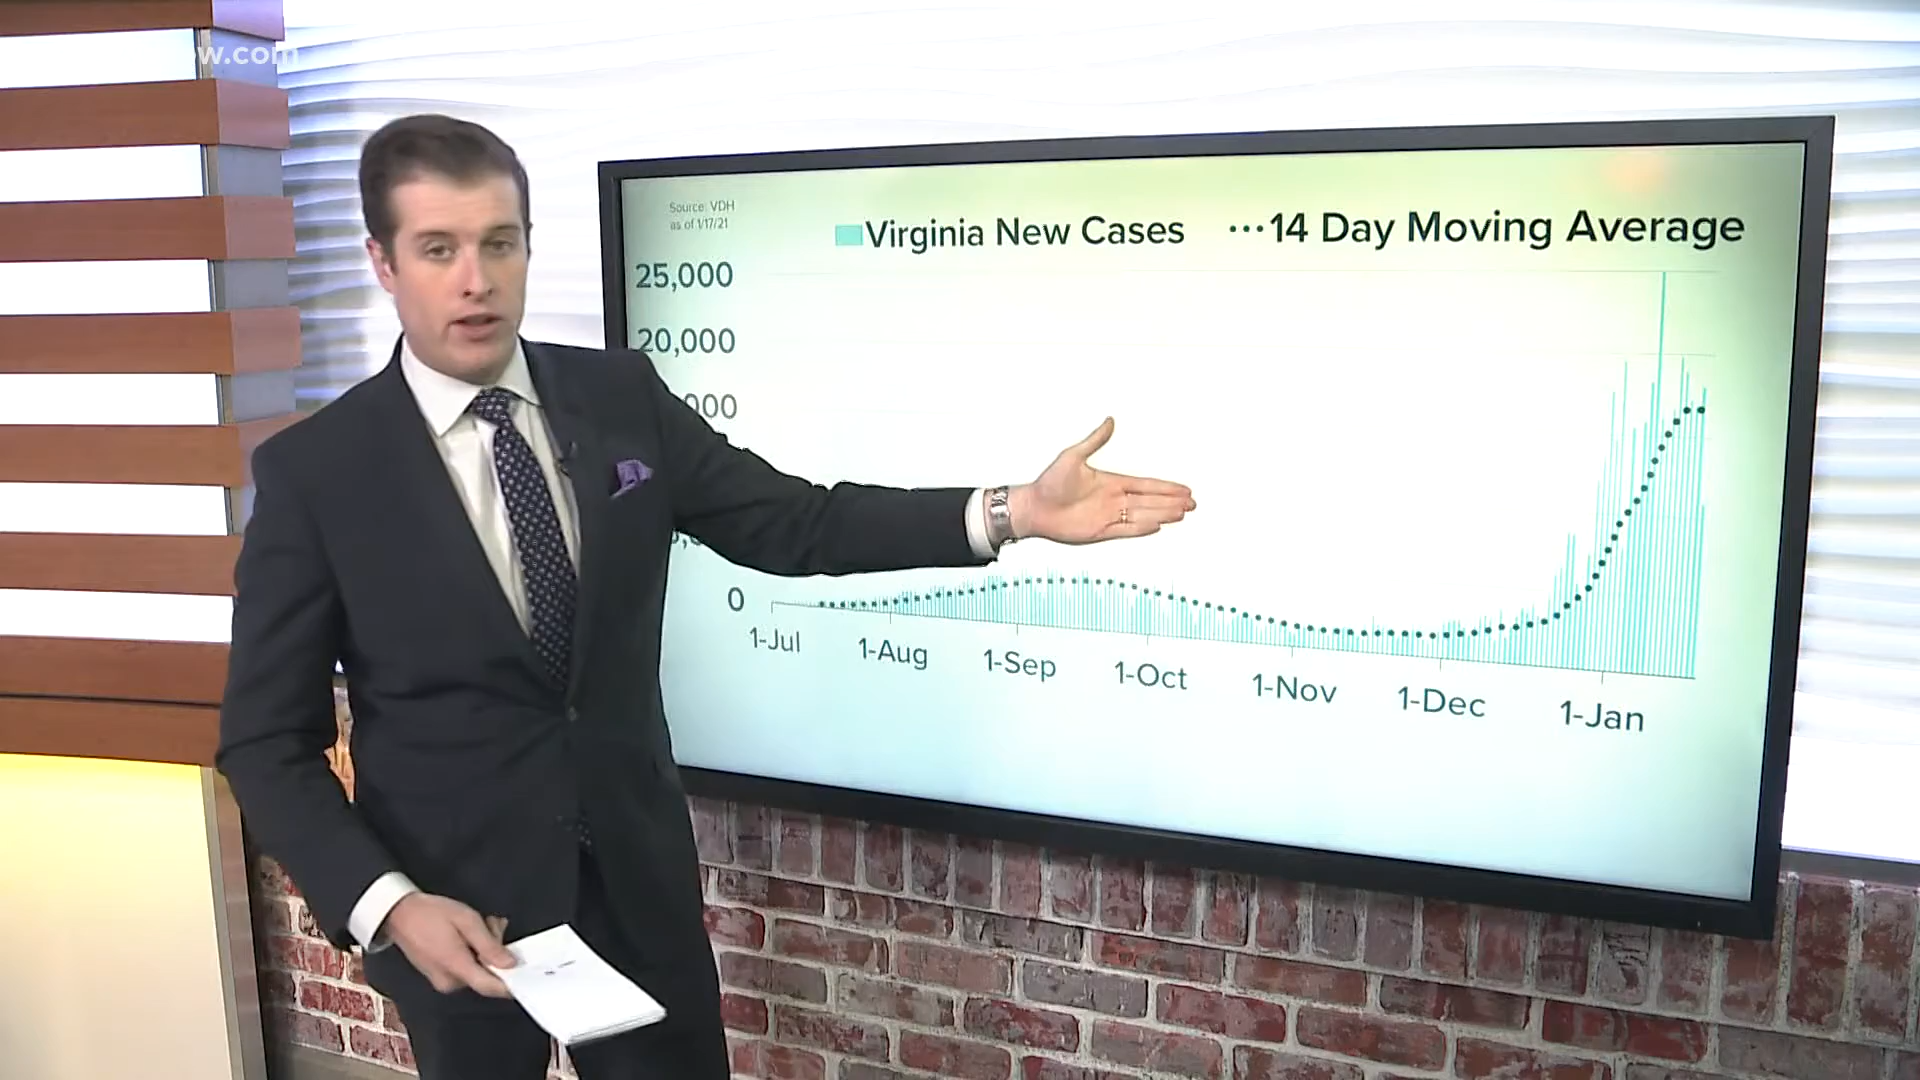 w.com
Source: VDH
as of 1/17/21
Virginia New Cases
14 Day Moving Average
25,000
20,000
000
0
1-Jul
1-Aug
1-Sep
1-Oct
1-Nov
1-Dec
1-Jan